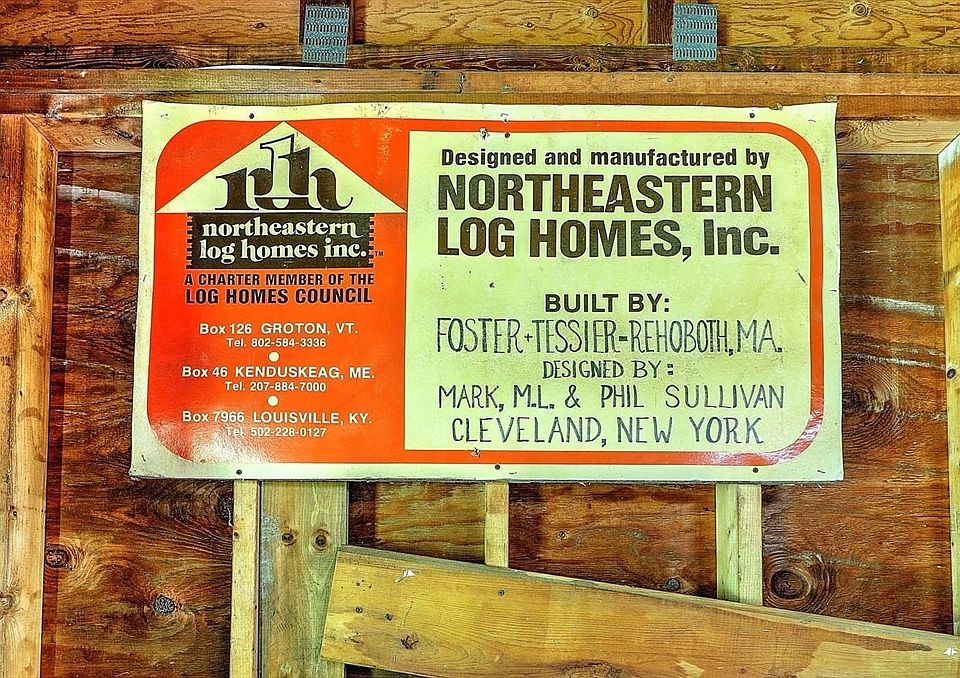 nlh
northeastern
log homes inc.™
A CHARTER MEMBER OF THE
LOG HOMES COUNCIL
Box 126 GROTON, VT.
Tel. 802-584-3336
Box 46 KENDUSKEAG, ME.
Tel. 207-884-7000
Box 7966 LOUISVILLE, KY.
Tel. 502-228-0127
Designed and manufactured by
NORTHEASTERN
LOG HOMES, Inc.
BUILT BY:
FOSTER+TESSIER-REHOBOTH, MA.
DESIGNED BY:
MARK, M.L. & PHIL SULLIVAN
CLEVELAND, NEW YORK